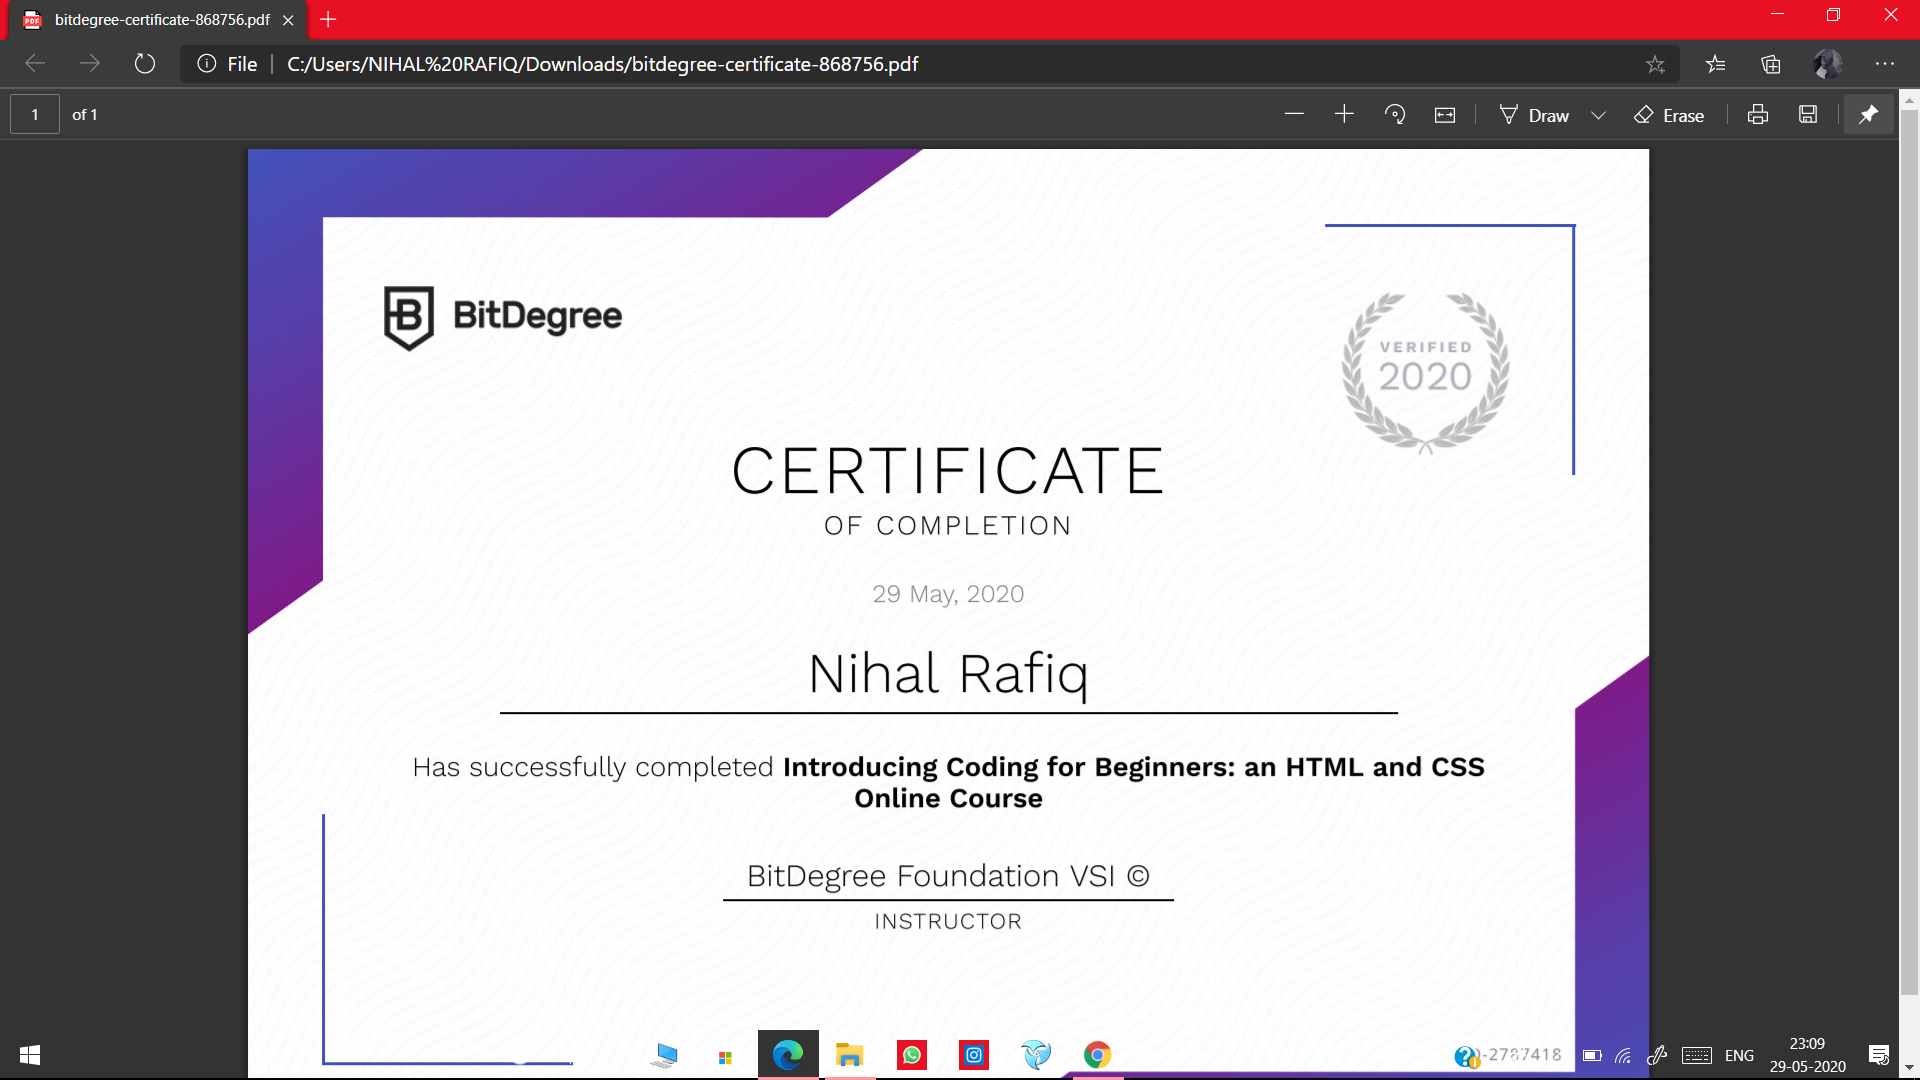 bitdegree-certificate-868756.pdf
File
C:/Users/NIHAL%20RAFIQ/Downloads/bitdegree-certificate-868756.pdf
1 of 1
Draw
Erase
BitDegree
VERIFIED
2020
CERTIFICATE
OF COMPLETION
29 May, 2020
Nihal Rafiq
Has successfully completed Introducing Coding for Beginners: an HTML and CSS
Online Course
BitDegree Foundation VSI ©
INSTRUCTOR
-2787418
ENG
23:09
29-05-2020